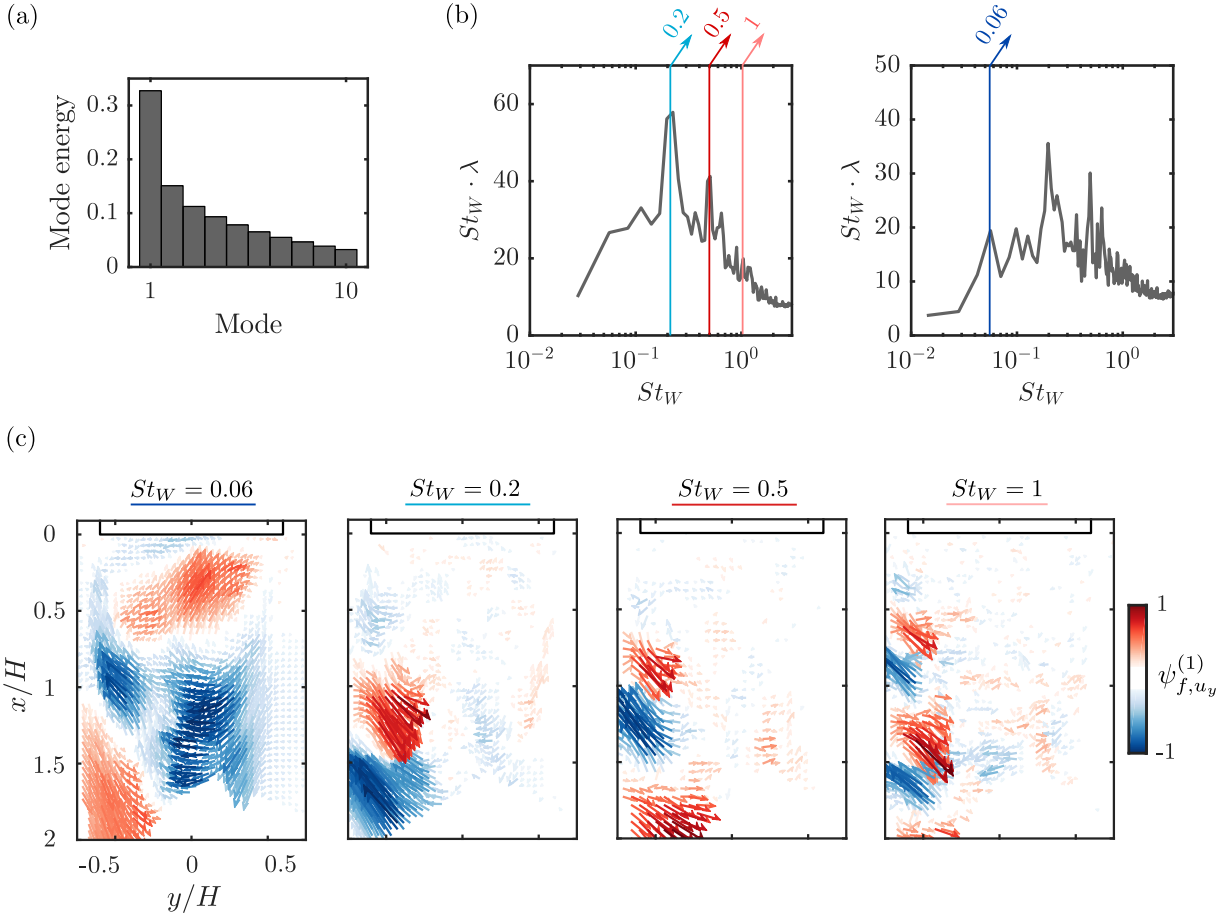 (a)
Mode energy
0.3
0.2
0.1
0
1 10
Mode
(b)
0.2 0.5 1
St_W · λ
60
40
20
0
10^{-2} 10^{-1} 10^{0}
St_W
0.06
St_W · λ
50
40
30
20
10
0
10^{-2} 10^{-1} 10^{0}
St_W
(c)
St_W = 0.06 St_W = 0.2 St_W = 0.5 St_W = 1
x/H
0
0.5
1
1.5
2
-0.5 0 0.5
y/H
1
ψ_{f,u_y}^{(1)}
-1